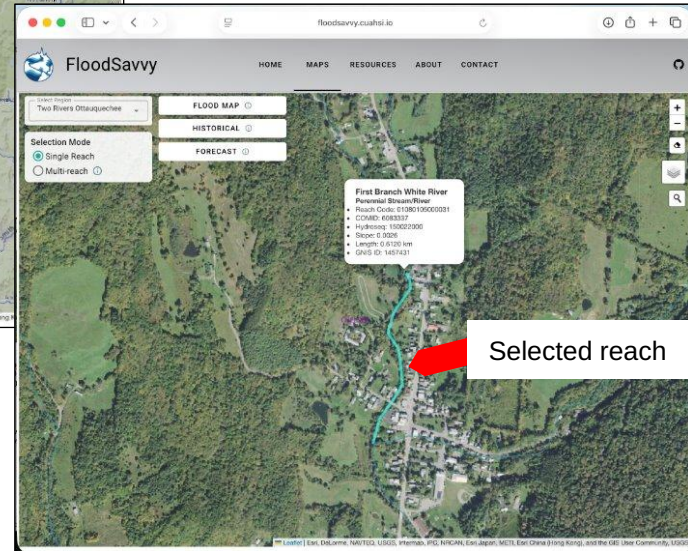 floodsavvy.cuahsi.io
FloodSavvy
HOME MAPS RESOURCES ABOUT CONTACT
Select Region
Two Rivers Ottauquechee
FLOOD MAP
HISTORICAL
FORECAST
Selection Mode
Single Reach
Multi-reach
+
−
First Branch White River
Perennial Stream/River
Reach Code: 01080105000031
COMID: 6083337
Hydroseq: 150022000
Slope: 0.0026
Length: 0.6120 km
GNIS ID: 1457431
Selected reach
Leaflet | Esri, DeLorme, NAVTEQ, USGS, Intermap, iPC, NRCAN, Esri Japan, METI, Esri China (Hong Kong), and the GIS User Community, USGS